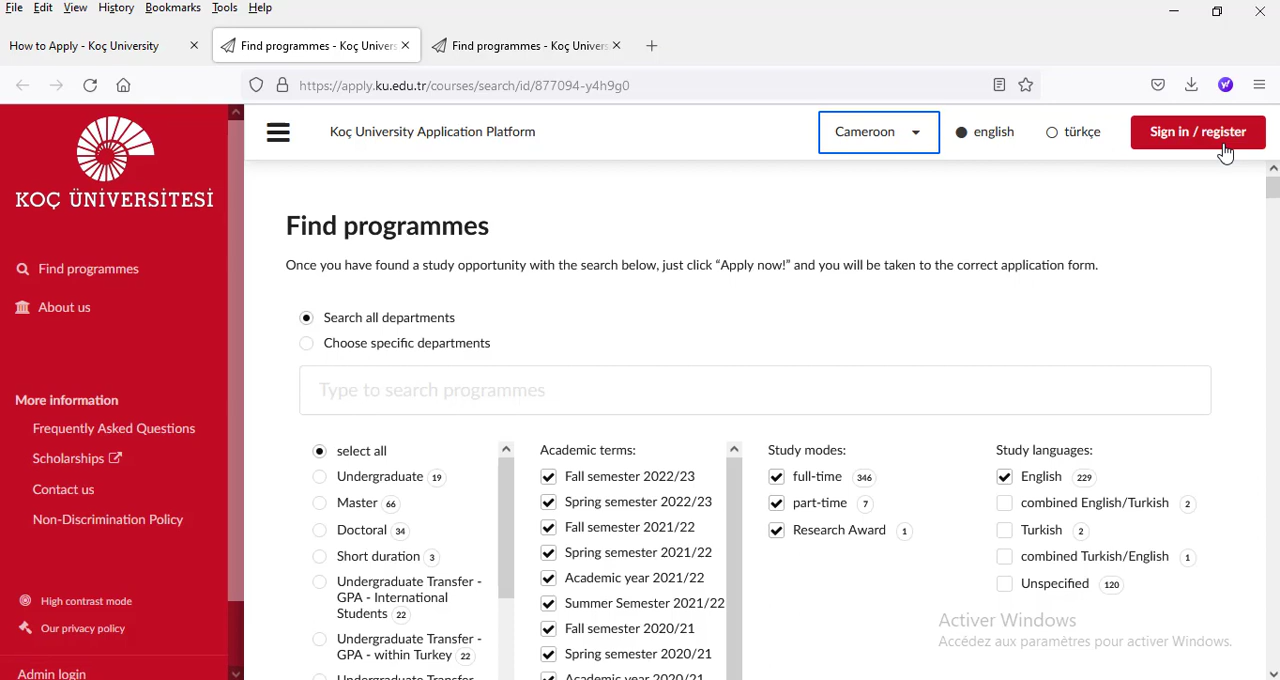 File Edit View History Bookmarks Tools Help
How to Apply - Koç University
Find programmes - Koç Univers
Find programmes - Koç Univers
https://apply.ku.edu.tr/courses/search/id/877094-y4h9g0
KOÇ ÜNİVERSİTESİ
Find programmes
About us
More information
Frequently Asked Questions
Scholarships
Contact us
Non-Discrimination Policy
High contrast mode
Our privacy policy
Admin login
Koç University Application Platform
Cameroon
english
türkçe
Sign in / register
Find programmes
Once you have found a study opportunity with the search below, just click “Apply now!” and you will be taken to the correct application form.
Search all departments
Choose specific departments
Type to search programmes
select all
Undergraduate 19
Master 66
Doctoral 34
Short duration 3
Undergraduate Transfer -
GPA - International
Students 22
Undergraduate Transfer -
GPA - within Turkey 22
Undergraduate Transfer
Academic terms:
Fall semester 2022/23
Spring semester 2022/23
Fall semester 2021/22
Spring semester 2021/22
Academic year 2021/22
Summer Semester 2021/22
Fall semester 2020/21
Spring semester 2020/21
Academic year 2020/21
Study modes:
full-time 346
part-time 7
Research Award 1
Study languages:
English 229
combined English/Turkish 2
Turkish 2
combined Turkish/English 1
Unspecified 120
Activer Windows
Accédez aux paramètres pour activer Windows.